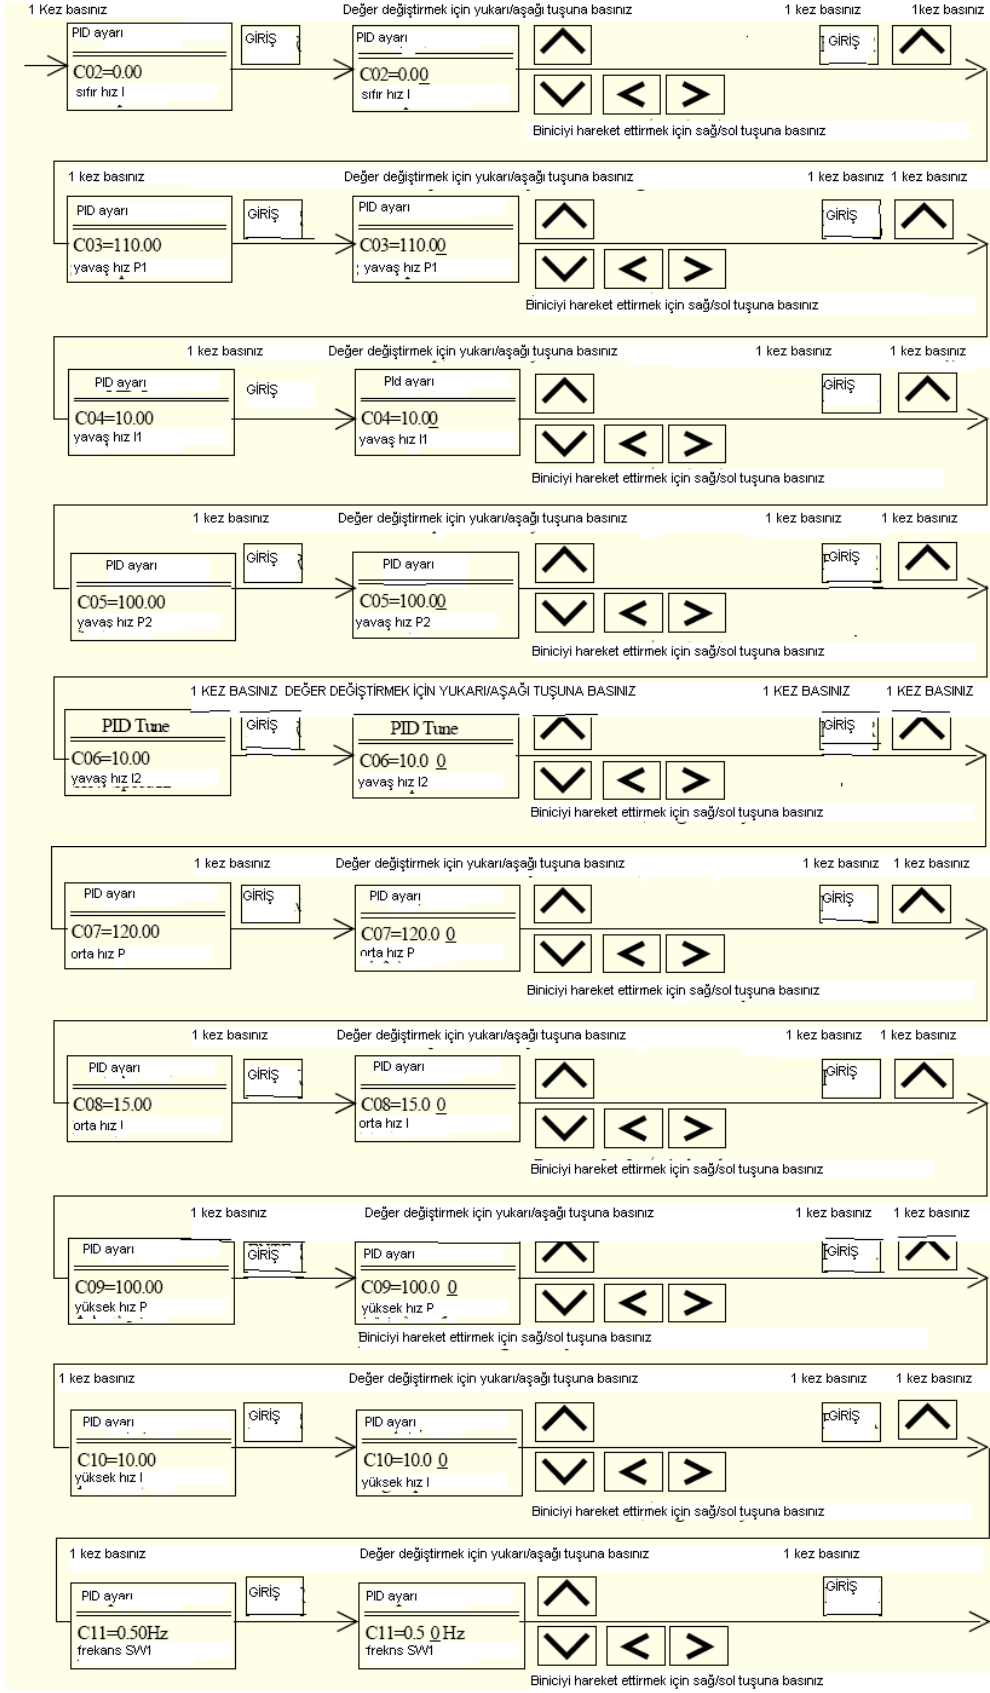 1 Kez basınız Değer değiştirmek için yukarı/aşağı tuşuna basınız 1 kez basınız 1kez basınız
PID ayarı GİRİŞ PID ayarı GİRİŞ
C02=0.00 C02=0.00
sıfır hız I sıfır hız I
Biniciyi hareket ettirmek için sağ/sol tuşuna basınız
1 kez basınız Değer değiştirmek için yukarı/aşağı tuşuna basınız 1 kez basınız 1 kez basınız
PID ayarı GİRİŞ PID ayarı GİRİŞ
C03=110.00 C03=110.00
yavaş hız P1 yavaş hız P1
Biniciyi hareket ettirmek için sağ/sol tuşuna basınız
1 kez basınız Değer değiştirmek için yukarı/aşağı tuşuna basınız 1 kez basınız 1 kez basınız
PID ayarı GİRİŞ PId ayarı GİRİŞ
C04=10.00 C04=10.00
yavaş hız I1 yavaş hız I1
Biniciyi hareket ettirmek için sağ/sol tuşuna basınız
1 kez basınız Değer değiştirmek için yukarı/aşağı tuşuna basınız 1 kez basınız 1 kez basınız
PID ayarı GİRİŞ PID ayarı GİRİŞ
C05=100.00 C05=100.00
yavaş hız P2 yavaş hız P2
Biniciyi hareket ettirmek için sağ/sol tuşuna basınız
1 KEZ BASINIZ DEĞER DEĞİŞTİRMEK İÇİN YUKARI/AŞAĞI TUŞUNA BASINIZ 1 KEZ BASINIZ 1 KEZ BASINIZ
PID Tune GİRİŞ PID Tune GİRİŞ
C06=10.00 C06=10.0 0
yavaş hız I2 yavaş hız I2
Biniciyi hareket ettirmek için sağ/sol tuşuna basınız
1 kez basınız Değer değiştirmek için yukarı/aşağı tuşuna basınız 1 kez basınız 1 kez basınız
PID ayarı GİRİŞ PID ayarı GİRİŞ
C07=120.00 C07=120.0 0
orta hız P orta hız P
Biniciyi hareket ettirmek için sağ/sol tuşuna basınız
1 kez basınız Değer değiştirmek için yukarı/aşağı tuşuna basınız 1 kez basınız 1 kez basınız
PID ayarı GİRİŞ PID ayarı GİRİŞ
C08=15.00 C08=15.0 0
orta hız I orta hız I
Biniciyi hareket ettirmek için sağ/sol tuşuna basınız
1 kez basınız Değer değiştirmek için yukarı/aşağı tuşuna basınız 1 kez basınız 1 kez basınız
PID ayarı GİRİŞ PID ayarı GİRİŞ
C09=100.00 C09=100.0 0
yüksek hız P yüksek hız P
Biniciyi hareket ettirmek için sağ/sol tuşuna basınız
1 kez basınız Değer değiştirmek için yukarı/aşağı tuşuna basınız 1 kez basınız 1 kez basınız
PID ayarı GİRİŞ PID ayarı GİRİŞ
C10=10.00 C10=10.0 0
yüksek hız I yüksek hız I
Biniciyi hareket ettirmek için sağ/sol tuşuna basınız
1 kez basınız Değer değiştirmek için yukarı/aşağı tuşuna basınız 1 kez basınız
PID ayarı GİRİŞ PID ayarı GİRİŞ
C11=0.50Hz C11=0.5 0 Hz
frekans SW1 frekns SW1
Biniciyi hareket ettirmek için sağ/sol tuşuna basınız